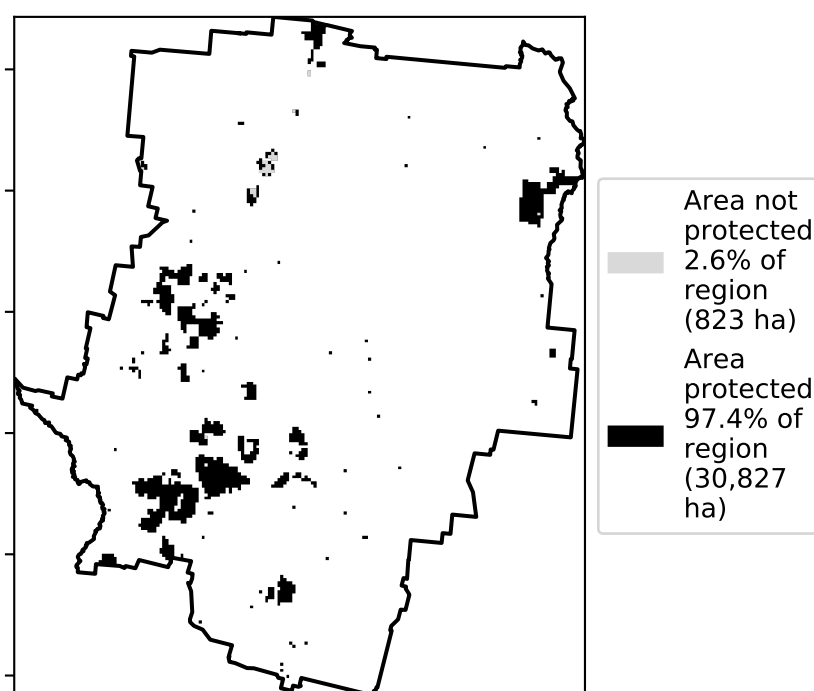 Area not
protected
2.6% of
region
(823 ha)
Area
protected
97.4% of
region
(30,827
ha)